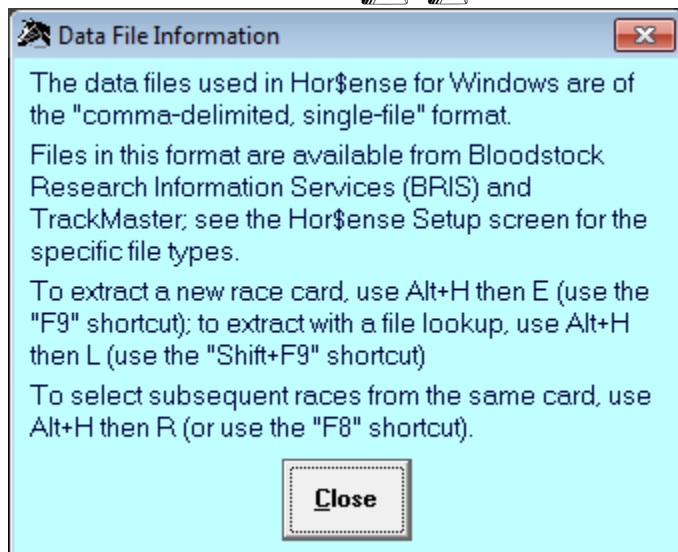 Data File Information
The data files used in Hor$ense for Windows are of
the "comma-delimited, single-file" format.
Files in this format are available from Bloodstock
Research Information Services (BRIS) and
TrackMaster; see the Hor$ense Setup screen for the
specific file types.
To extract a new race card, use Alt+H then E (use the
"F9" shortcut); to extract with a file lookup, use Alt+H
then L (use the "Shift+F9" shortcut)
To select subsequent races from the same card, use
Alt+H then R (or use the "F8" shortcut).
Close